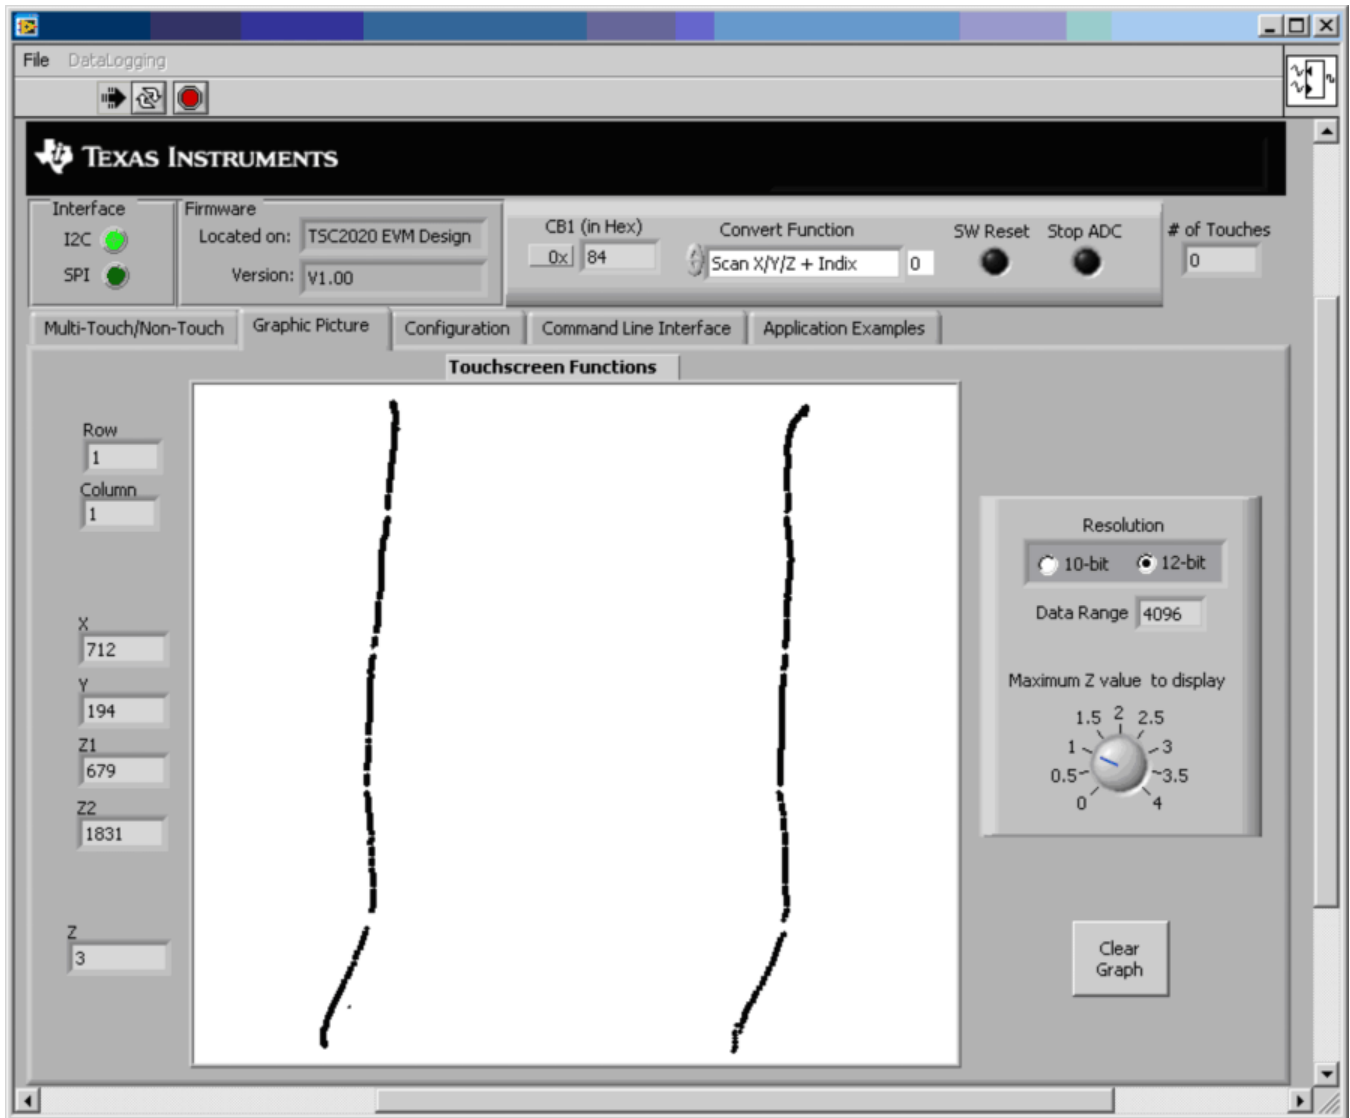 File DataLogging
TEXAS INSTRUMENTS
Interface
I2C
SPI
Firmware
Located on: TSC2020 EVM Design
Version: V1.00
CB1 (in Hex)
0x 84
Convert Function
Scan X/Y/Z + Indix 0
SW Reset Stop ADC
# of Touches
0
Multi-Touch/Non-Touch Graphic Picture Configuration Command Line Interface Application Examples
Touchscreen Functions
Row
1
Column
1
X
712
Y
194
Z1
679
Z2
1831
Z
3
Resolution
10-bit 12-bit
Data Range 4096
Maximum Z value to display
0 0.5 1 1.5 2 2.5 3 3.5 4
Clear
Graph